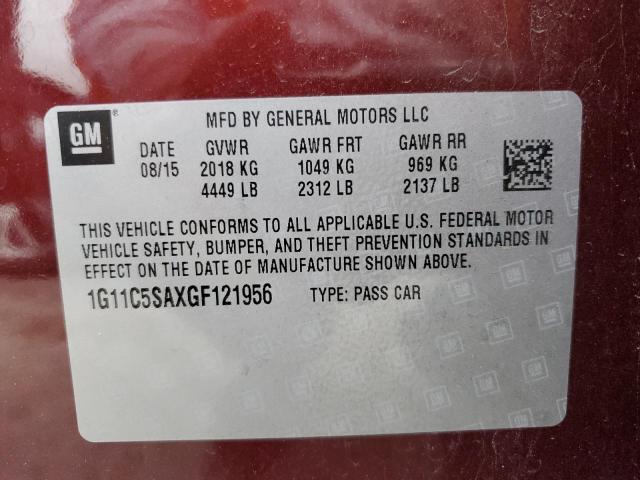 GM ® MFD BY GENERAL MOTORS LLC
DATE GVWR GAWR FRT GAWR RR
08/15 2018 KG 1049 KG 969 KG
4449 LB 2312 LB 2137 LB
THIS VEHICLE CONFORMS TO ALL APPLICABLE U.S. FEDERAL MOTOR
VEHICLE SAFETY, BUMPER, AND THEFT PREVENTION STANDARDS IN
EFFECT ON THE DATE OF MANUFACTURE SHOWN ABOVE.
1G11C5SAXGF121956 TYPE: PASS CAR